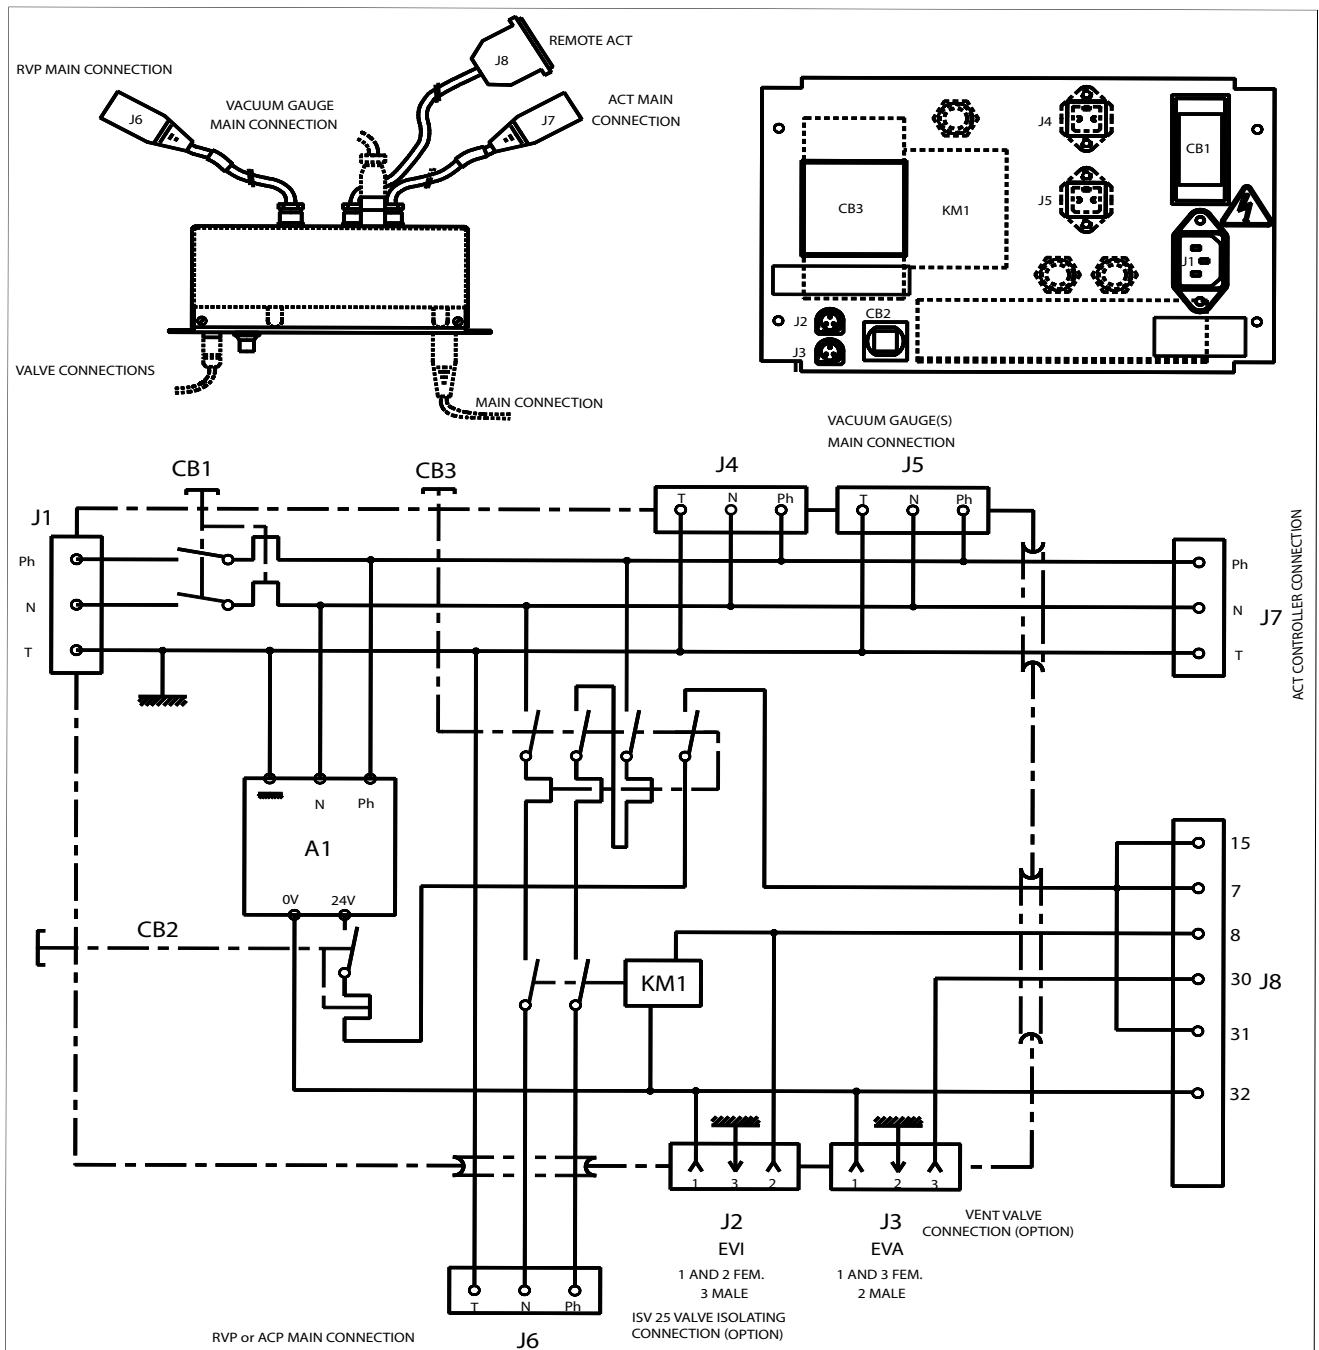 REMOTE ACT
J8
RVP MAIN CONNECTION
VACUUM GAUGE
MAIN CONNECTION
ACT MAIN
CONNECTION
J6
J7
VALVE CONNECTIONS
MAIN CONNECTION
J4
CB1
CB3
KM1
J5
J1
J2
CB2
J3
VACUUM GAUGE(S)
MAIN CONNECTION
CB1
CB3
J4
J5
J1
T N Ph
T N Ph
Ph
N
T
Ph
N
T
J7
ACT CONTROLLER CONNECTION
N Ph
A1
0V 24V
CB2
KM1
15
7
8
30
31
32
J8
1 3 2
1 2 3
J2
EVI
1 AND 2 FEM.
3 MALE
ISV 25 VALVE ISOLATING
CONNECTION (OPTION)
J3
EVA
1 AND 3 FEM.
2 MALE
VENT VALVE
CONNECTION (OPTION)
T N Ph
J6
RVP or ACP MAIN CONNECTION